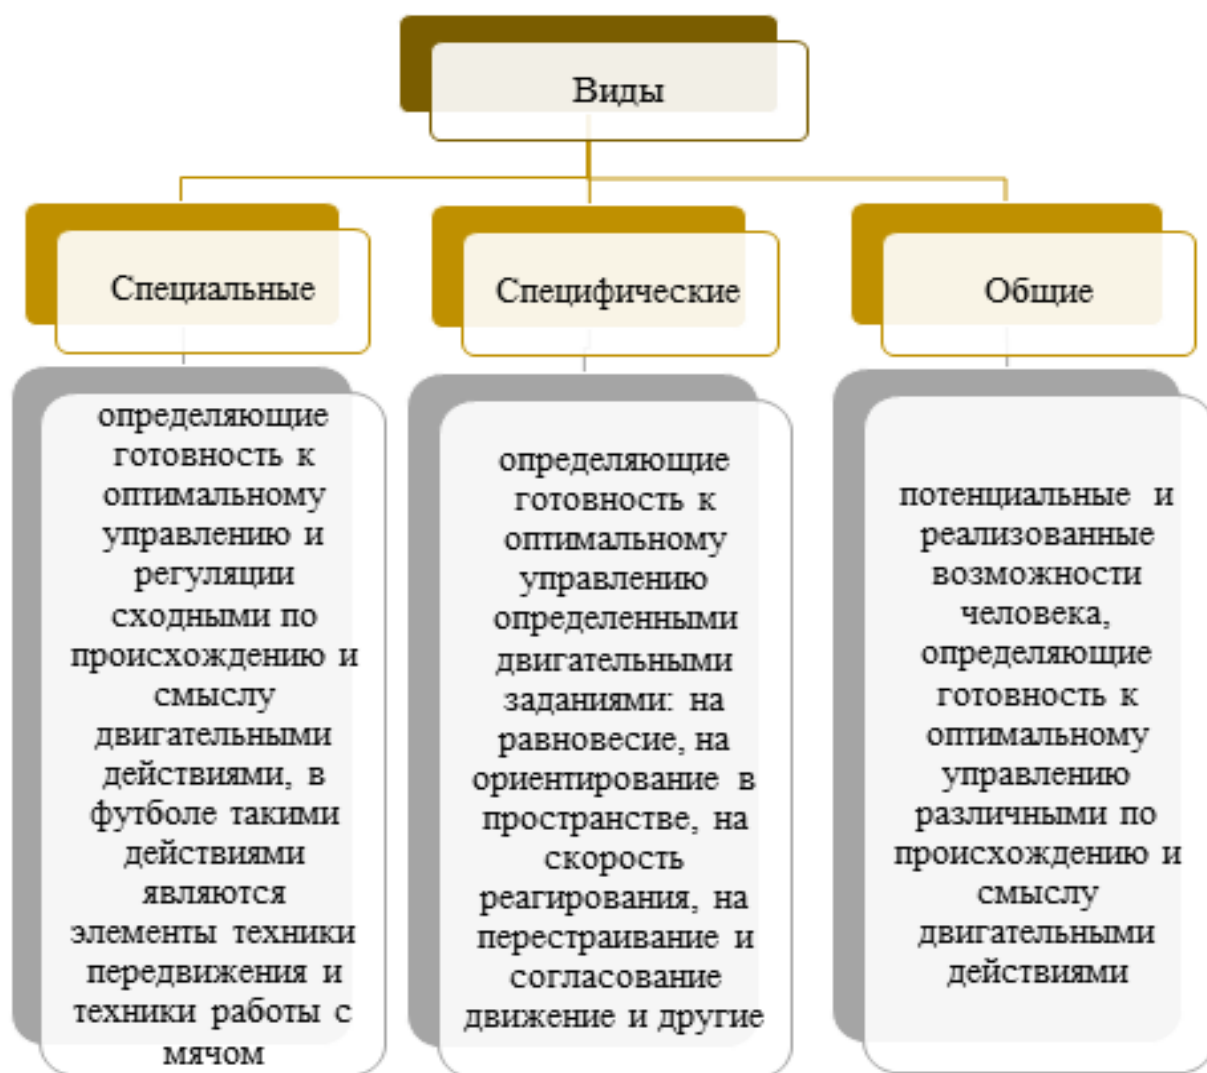 Виды
Специальные
определяющие
готовность к
оптимальному
управлению и
регуляции
сходными по
происхождению и
смыслу
двигательными
действиями, в
футболе такими
действиями
являются
элементы техники
передвижения и
техники работы с
мячом
Специфические
определяющие
готовность к
оптимальному
управлению
определенными
двигательными
заданиями: на
равновесие, на
ориентирование в
пространстве, на
скорость
реагирования, на
перестраивание и
согласование
движение и другие
Общие
потенциальные и
реализованные
возможности
человека,
определяющие
готовность к
оптимальному
управлению
различными по
происхождению и
смыслу
двигательными
действиями